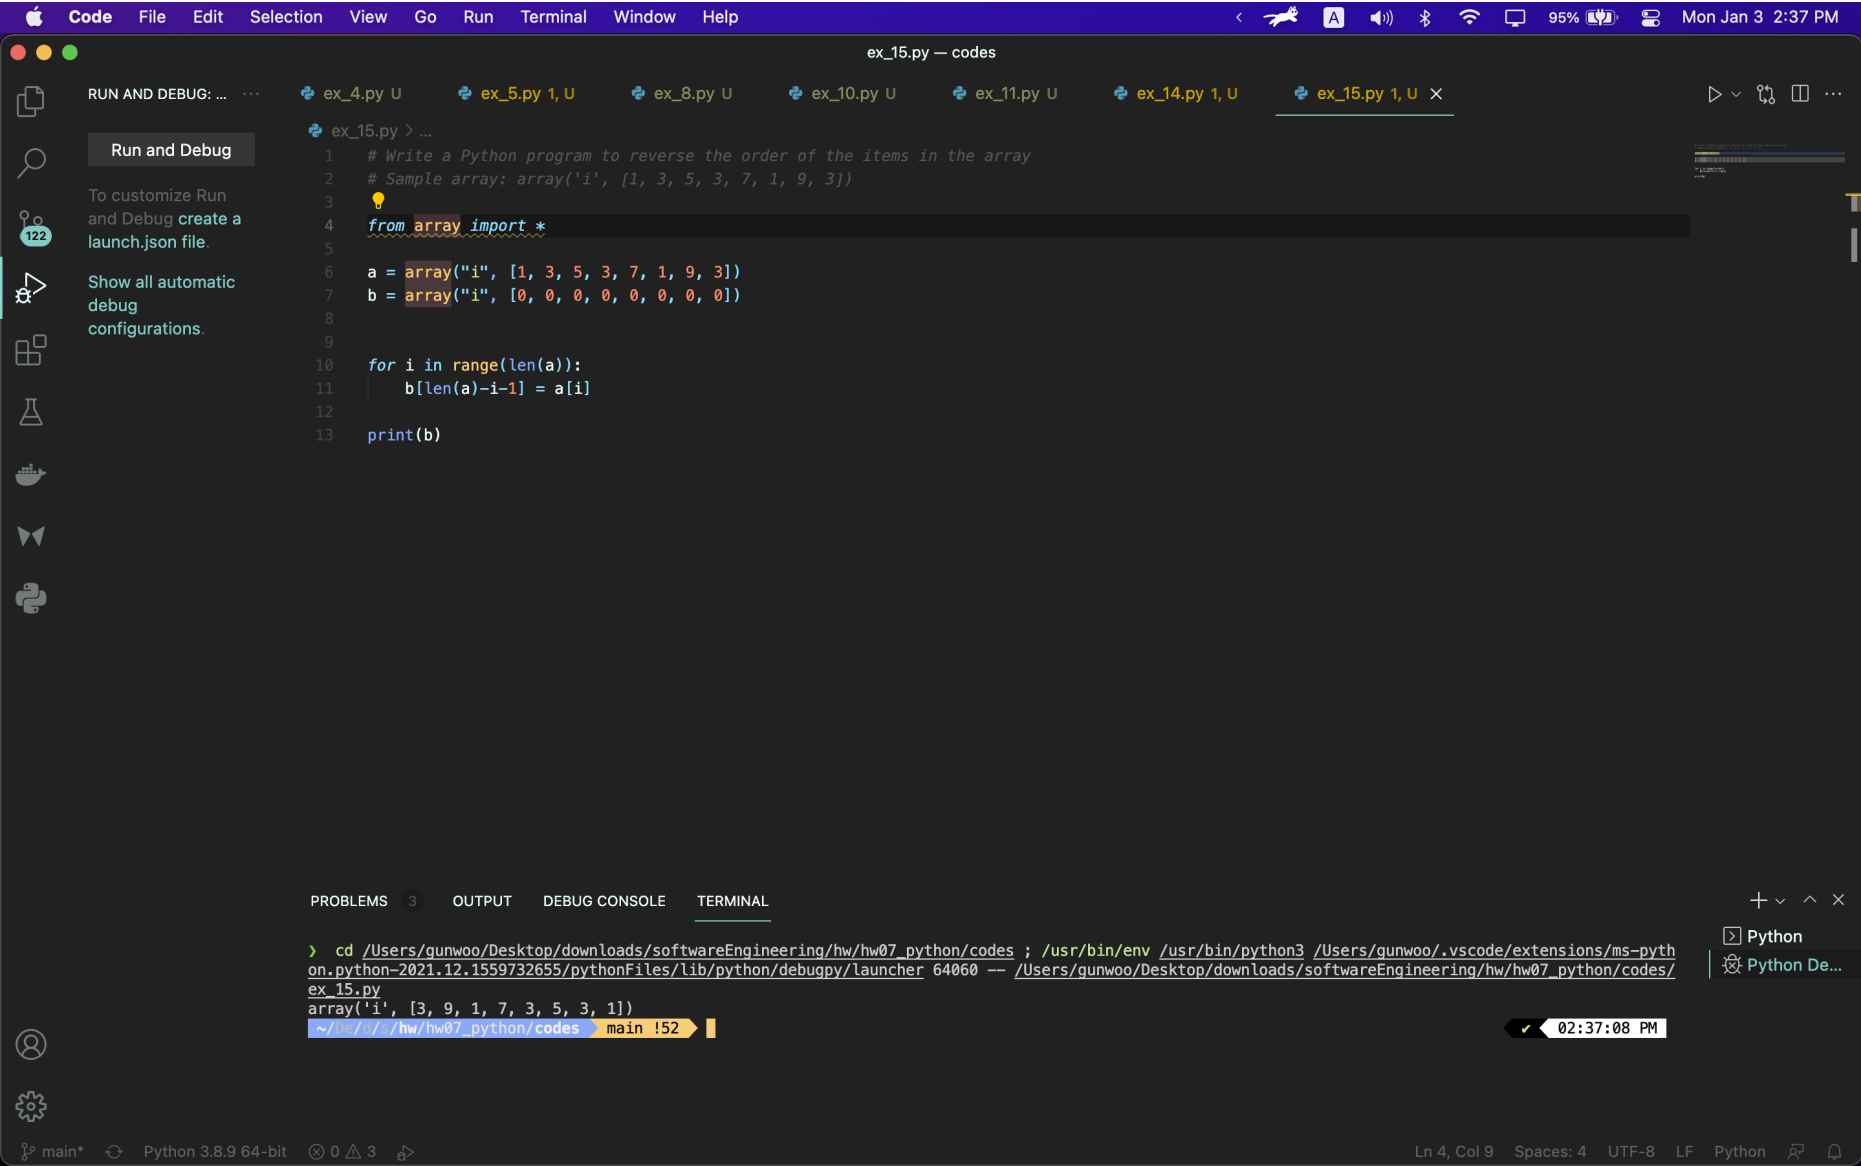 Code File Edit Selection View Go Run Terminal Window Help A 95% Mon Jan 3 2:37 PM
ex_15.py — codes
RUN AND DEBUG: ... ···
ex_4.py U ex_5.py 1, U ex_8.py U ex_10.py U ex_11.py U ex_14.py 1, U ex_15.py 1, U
ex_15.py > ...
Run and Debug
To customize Run
and Debug create a
launch.json file.
Show all automatic
debug
configurations.
122
1 # Write a Python program to reverse the order of the items in the array
2 # Sample array: array('i', [1, 3, 5, 3, 7, 1, 9, 3])
3
4 from array import *
5
6 a = array("i", [1, 3, 5, 3, 7, 1, 9, 3])
7 b = array("i", [0, 0, 0, 0, 0, 0, 0, 0])
8
9
10 for i in range(len(a)):
11 b[len(a)-i-1] = a[i]
12
13 print(b)
PROBLEMS 3 OUTPUT DEBUG CONSOLE TERMINAL
❯ cd /Users/gunwoo/Desktop/downloads/softwareEngineering/hw/hw07_python/codes ; /usr/bin/env /usr/bin/python3 /Users/gunwoo/.vscode/extensions/ms-pyth
on.python-2021.12.1559732655/pythonFiles/lib/python/debugpy/launcher 64060 -- /Users/gunwoo/Desktop/downloads/softwareEngineering/hw/hw07_python/codes/
ex_15.py
array('i', [3, 9, 1, 7, 3, 5, 3, 1])
~/De/d/s/hw/hw07_python/codes main !52 ✔ 02:37:08 PM
Python
Python De...
main* Python 3.8.9 64-bit 0 3 Ln 4, Col 9 Spaces: 4 UTF-8 LF Python